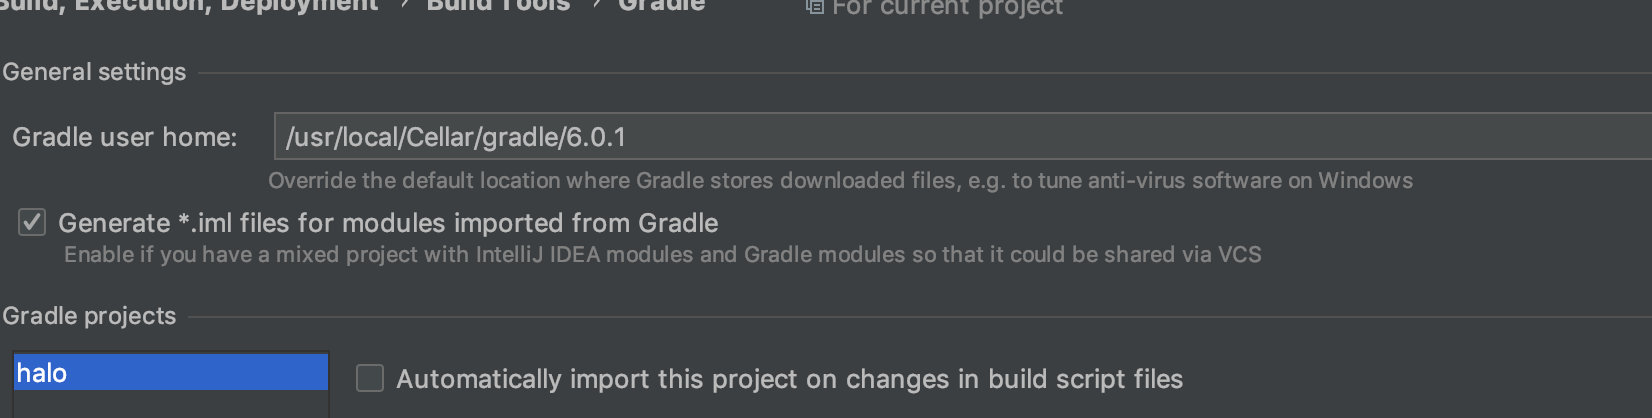 Build, Execution, Deployment › Build Tools › Gradle For current project
General settings
Gradle user home: /usr/local/Cellar/gradle/6.0.1
Override the default location where Gradle stores downloaded files, e.g. to tune anti-virus software on Windows
Generate *.iml files for modules imported from Gradle
Enable if you have a mixed project with IntelliJ IDEA modules and Gradle modules so that it could be shared via VCS
Gradle projects
halo Automatically import this project on changes in build script files